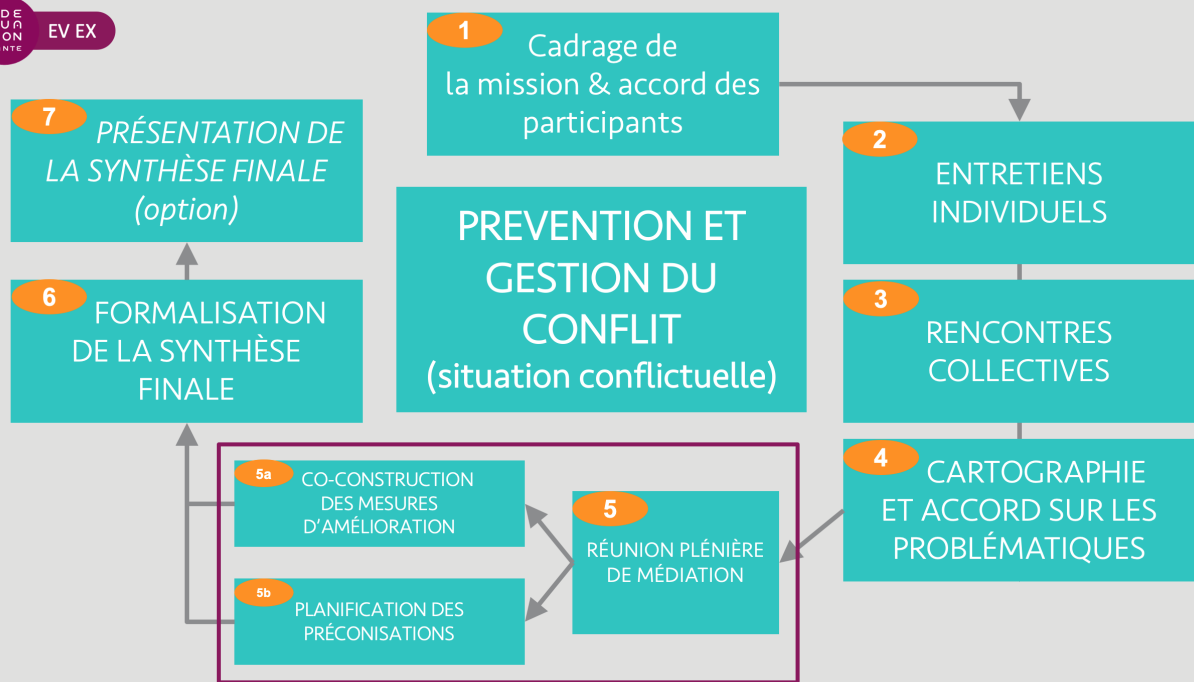 DE
ON
NTE
EV EX
1
Cadrage de
la mission & accord des
participants
2
ENTRETIENS
INDIVIDUELS
3
RENCONTRES
COLLECTIVES
4
CARTOGRAPHIE
ET ACCORD SUR LES
PROBLÉMATIQUES
PREVENTION ET
GESTION DU
CONFLIT
(situation conflictuelle)
5
RÉUNION PLÉNIÈRE
DE MÉDIATION
5a
CO-CONSTRUCTION
DES MESURES
D'AMÉLIORATION
5b
PLANIFICATION DES
PRÉCONISATIONS
6
FORMALISATION
DE LA SYNTHÈSE
FINALE
7
PRÉSENTATION DE
LA SYNTHÈSE FINALE
(option)